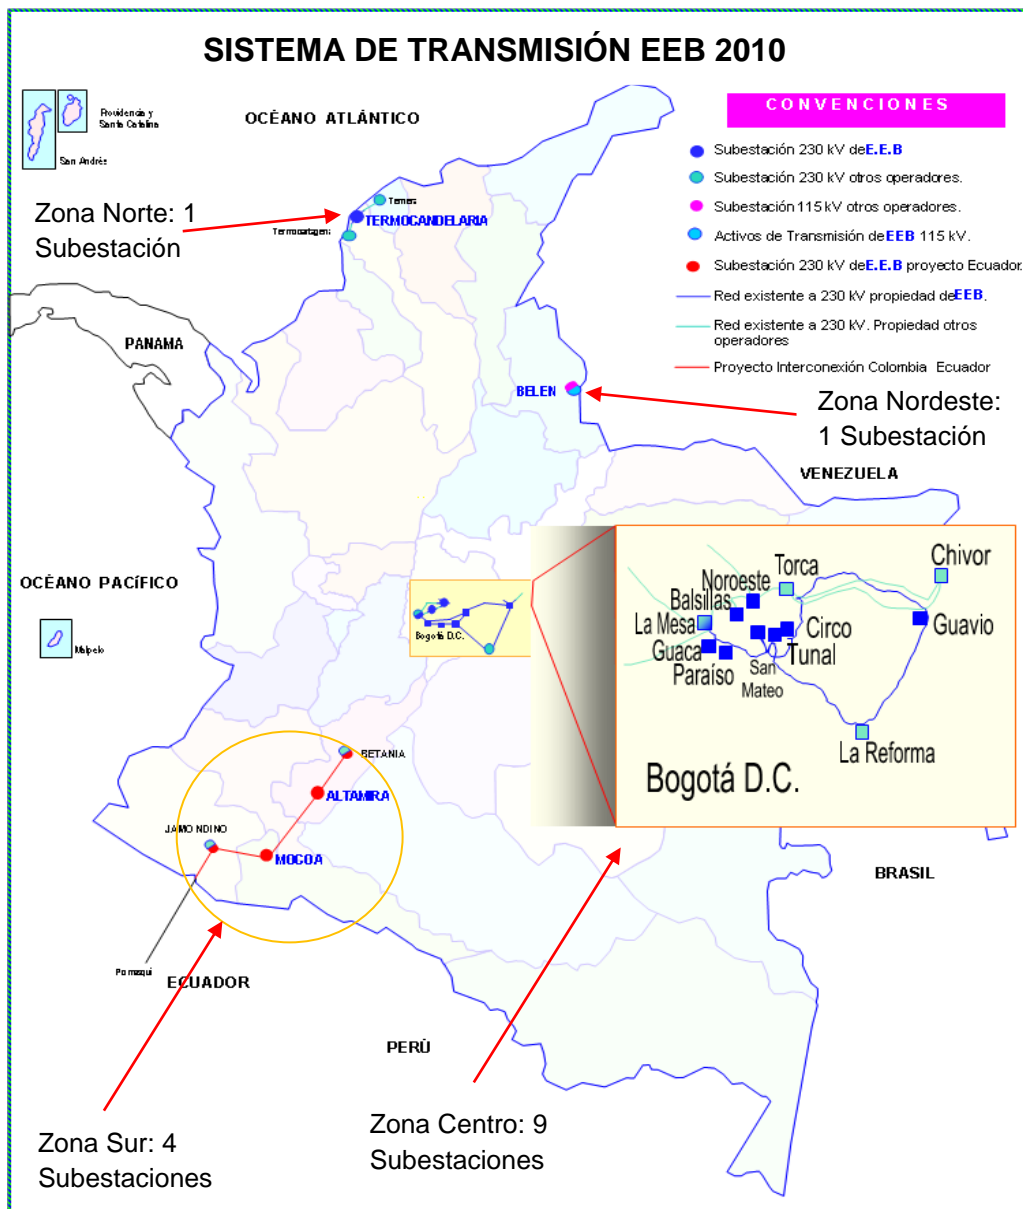 SISTEMA DE TRANSMISIÓN EEB 2010
Providencia y
Santa Catalina
San Andrés
OCÉANO ATLÁNTICO
CONVENCIONES
Subestación 230 kV de E.E.B
Subestación 230 kV otros operadores.
Subestación 115 kV otros operadores.
Activos de Transmisión de EEB 115 kV.
Subestación 230 kV de E.E.B proyecto Ecuador.
Red existente a 230 kV propiedad de EEB.
Red existente a 230 kV. Propiedad otros
operadores
Proyecto Interconexión Colombia Ecuador
Zona Norte: 1
Subestación
Ternera
TERMOCANDELARIA
Termocartagena
PANAMA
BELEN
Zona Nordeste:
1 Subestación
VENEZUELA
OCÉANO PACÍFICO
Malpelo
Bogotá D.C.
Chivor
Torca
Noroeste
Balsillas
La Mesa
Guavio
Circo
Guaca
Tunal
Paraíso
San
Mateo
La Reforma
Bogotá D.C.
BETANIA
ALTAMIRA
JAMONDINO
MOCOA
BRASIL
Pomasqui
ECUADOR
PERÙ
Zona Sur: 4
Subestaciones
Zona Centro: 9
Subestaciones